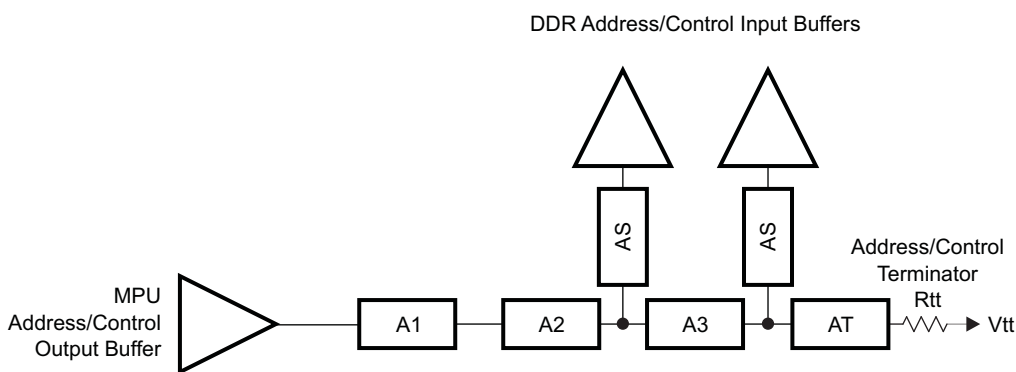 DDR Address/Control Input Buffers
AS
AS
Address/Control
Terminator
Rtt
Vtt
MPU
Address/Control
Output Buffer
A1
A2
A3
AT